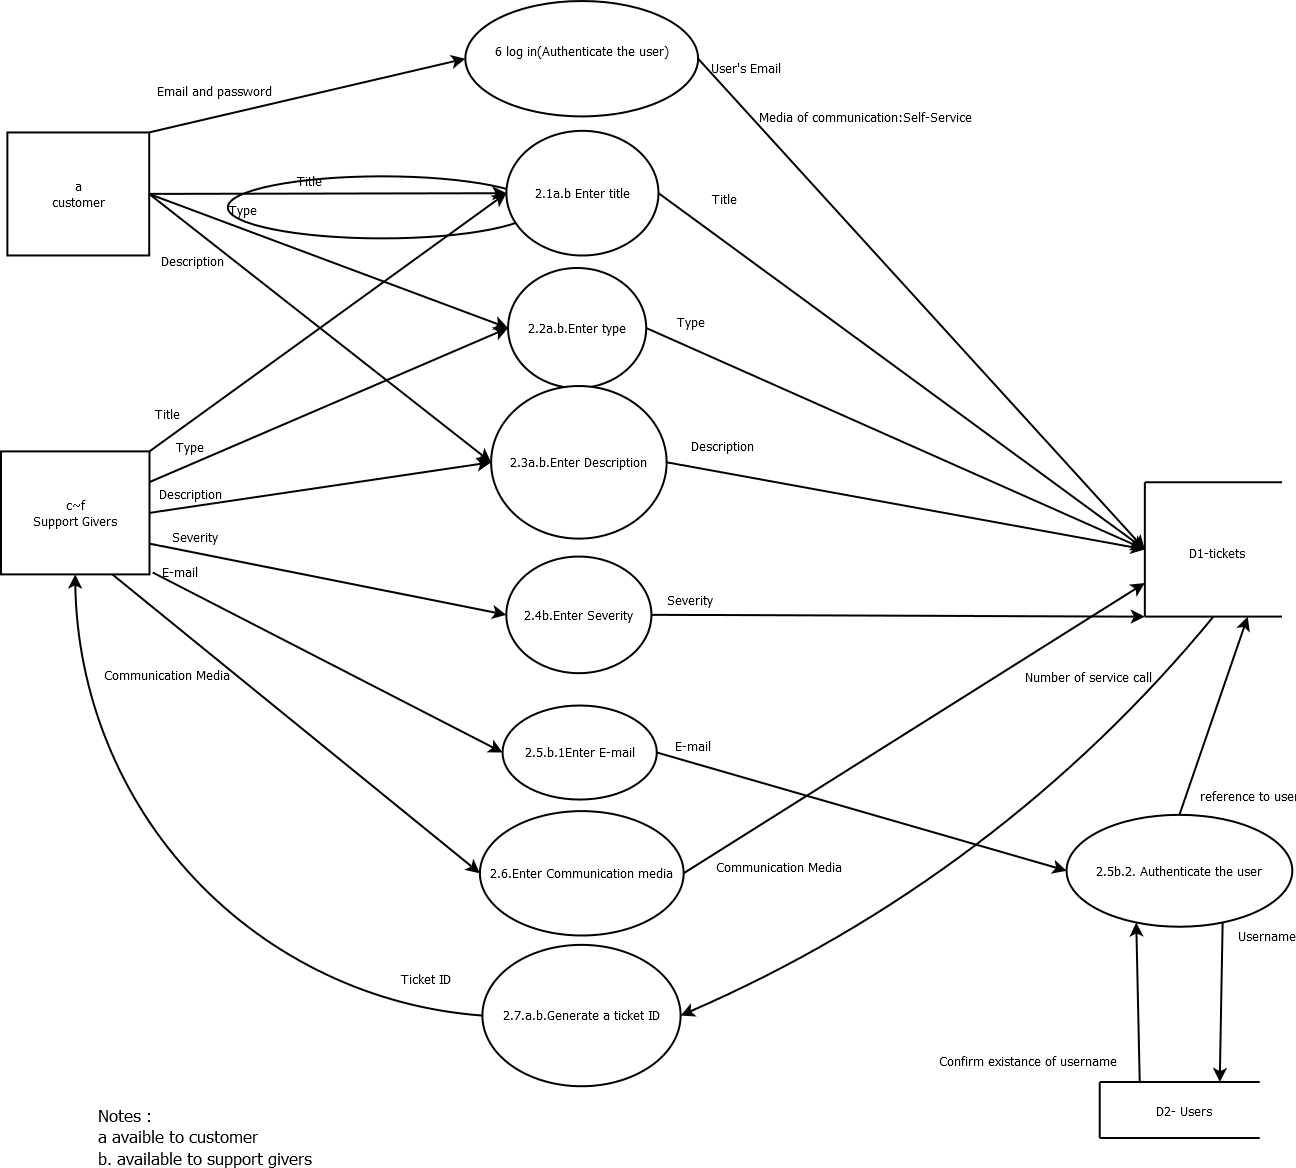 6 log in(Authenticate the user)
User's Email
Email and password
Media of communication:Self-Service
a
customer
Title
Type
2.1a.b Enter title
Title
Description
2.2a.b.Enter type
Type
Title
Type
2.3a.b.Enter Description
Description
Description
c~f
Support Givers
Severity
E-mail
D1-tickets
2.4b.Enter Severity
Severity
Communication Media
Number of service call
2.5.b.1Enter E-mail
E-mail
reference to user
2.6.Enter Communication media
Communication Media
2.5b.2. Authenticate the user
Username
Ticket ID
2.7.a.b.Generate a ticket ID
Confirm existance of username
D2- Users
Notes :
a avaible to customer
b. available to support givers